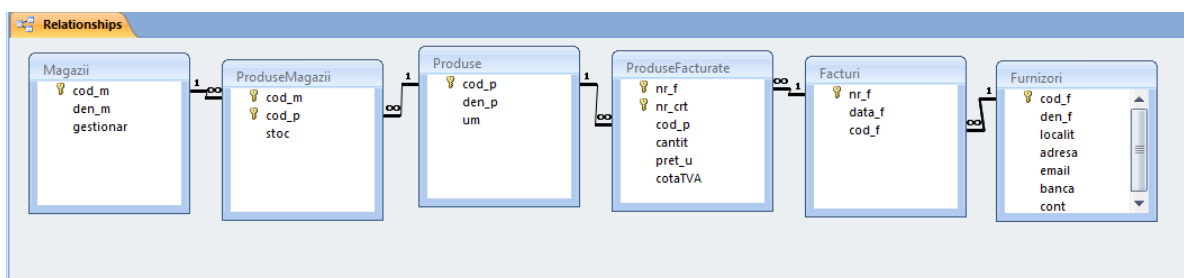 Relationships
Magazii
cod_m
den_m
gestionar
1
∞
ProduseMagazii
cod_m
cod_p
stoc
∞
1
Produse
cod_p
den_p
um
1
∞
ProduseFacturate
nr_f
nr_crt
cod_p
cantit
pret_u
cotaTVA
∞
1
Facturi
nr_f
data_f
cod_f
∞
1
Furnizori
cod_f
den_f
localit
adresa
email
banca
cont